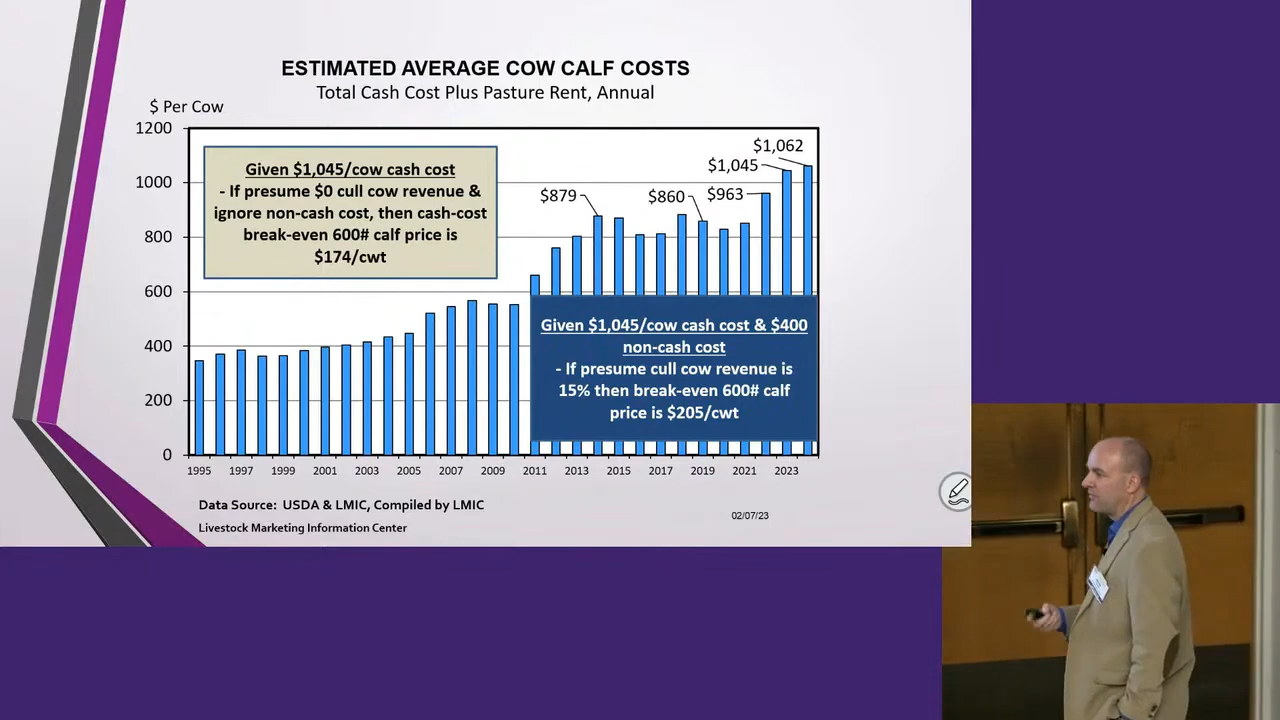 ESTIMATED AVERAGE COW CALF COSTS
Total Cash Cost Plus Pasture Rent, Annual
$ Per Cow
1200
1000
800
600
400
200
0
Given $1,045/cow cash cost
- If presume $0 cull cow revenue &
ignore non-cash cost, then cash-cost
break-even 600# calf price is
$174/cwt
$879
$860
$963
$1,045
$1,062
Given $1,045/cow cash cost & $400
non-cash cost
- If presume cull cow revenue is
15% then break-even 600# calf
price is $205/cwt
1995 1997 1999 2001 2003 2005 2007 2009 2011 2013 2015 2017 2019 2021 2023
Data Source: USDA & LMIC, Compiled by LMIC
Livestock Marketing Information Center
02/07/23